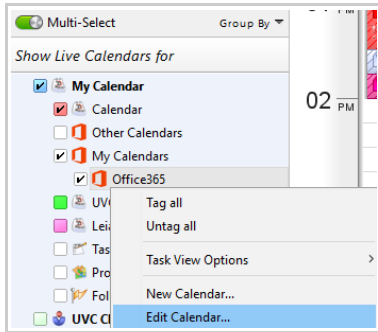 Multi-Select Group By
Show Live Calendars for
My Calendar
Calendar
02 PM
Other Calendars
My Calendars
Office365
Tag all
Untag all
Task View Options
New Calendar...
UVC
Edit Calendar...